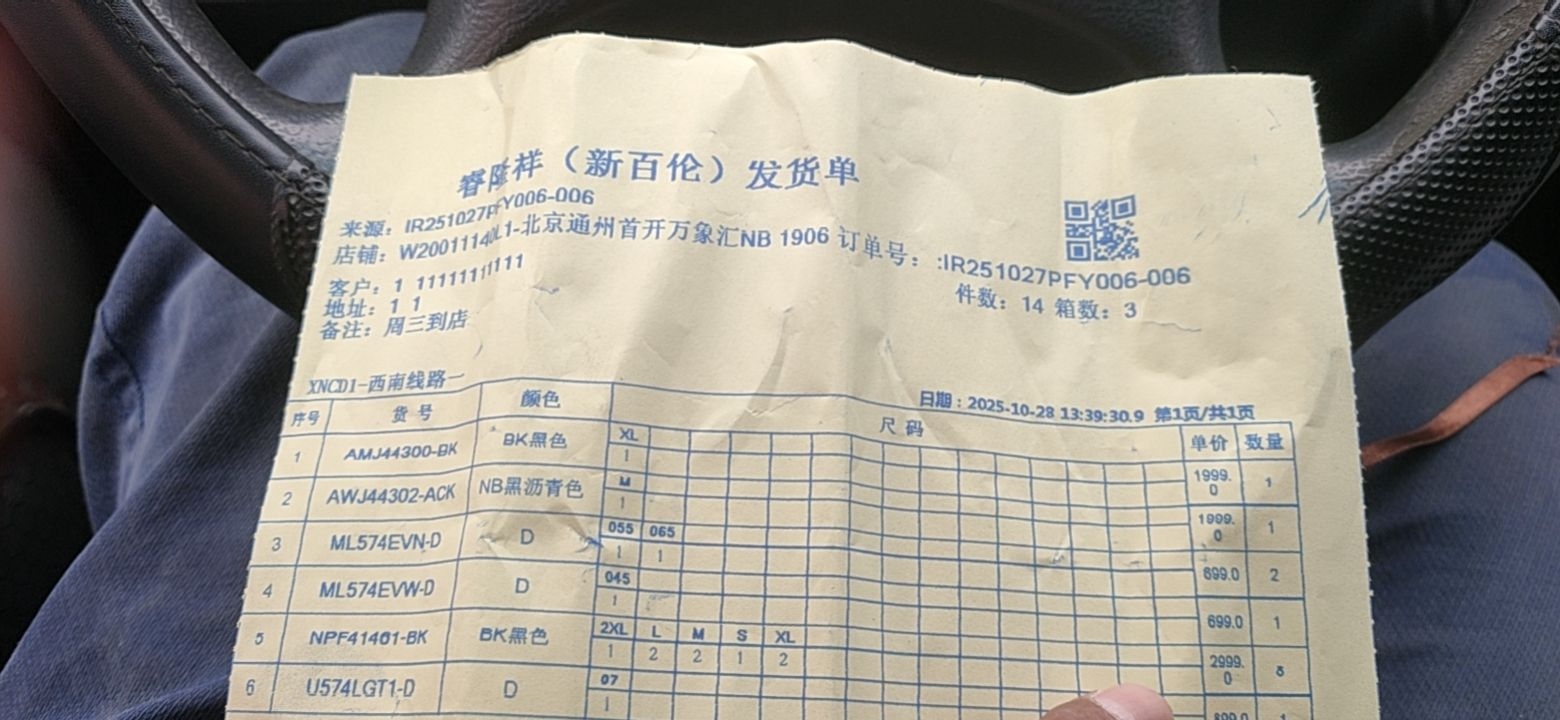 睿隆祥（新百伦）发货单
来源：IR251027PFY006-006
店铺：W20011140L1-北京通州首开万象汇NB 1906 订单号：:IR251027PFY006-006
客户：1 11111111111
件数：14 箱数：3
地址：1 1
备注：周三到店
XNCD1-西南线路一
日期：2025-10-28 13:39:30.9 第1页/共1页
序号 货号 颜色 尺码 单价 数量
1 AMJ44300-BK BK黑色 XL 1999.0 1
1
2 AWJ44302-ACK NB黑沥青色 M 1999.0 1
1
3 ML574EVN-D D 055 065 699.0 2
1 1
4 ML574EVW-D D 045 699.0 1
1
5 NPF41461-BK BK黑色 2XL L M S XL 2999.0 8
1 2 2 1 2
6 U574LGT1-D D 07 899.0 1
1